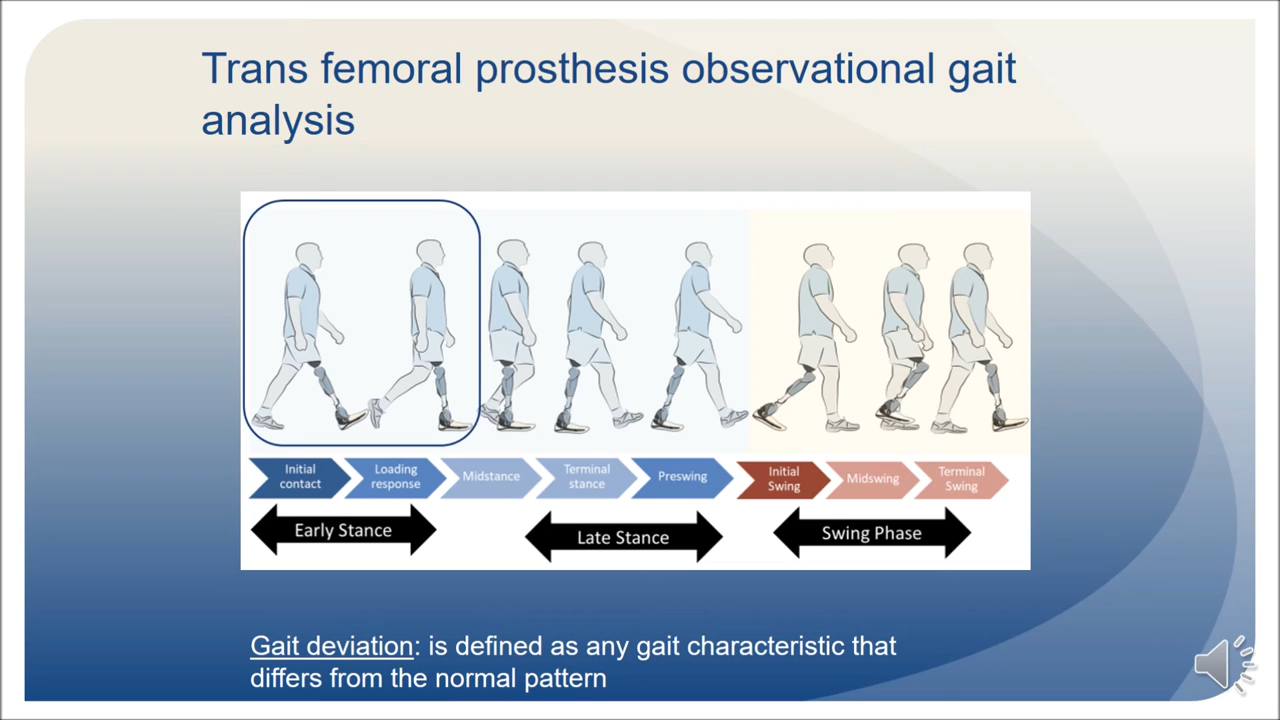 Trans femoral prosthesis observational gait
analysis
Initial
contact
Loading
response
Midstance
Terminal
stance
Preswing
Initial
Swing
Midswing
Terminal
Swing
Early Stance
Late Stance
Swing Phase
Gait deviation: is defined as any gait characteristic that
differs from the normal pattern